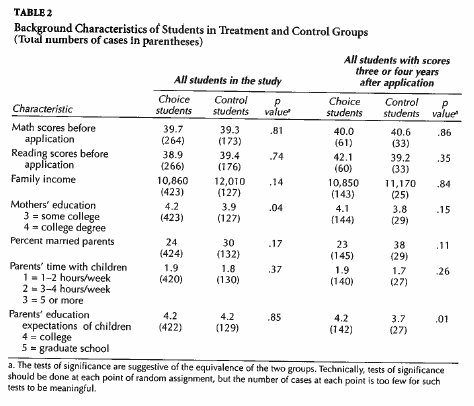 TABLE 2
Background Characteristics of Students in Treatment and Control Groups
(Total numbers of cases in parentheses)
All students with scores
three or four years
All students in the study after application
Choice Control p Choice Control p
Characteristic students students valueª students students valueª
Math scores before 39.7 39.3 .81 40.0 40.6 .86
application (264) (173) (61) (33)
Reading scores before 38.9 39.4 .74 42.1 39.2 .35
application (266) (176) (60) (33)
Family income 10,860 12,010 .14 10,850 11,170 .84
(423) (127) (143) (25)
Mothers' education 4.2 3.9 .04 4.1 3.8 .15
3 = some college (423) (127) (144) (29)
4 = college degree
Percent married parents 24 30 .17 23 38 .11
(424) (132) (145) (29)
Parents' time with children 1.9 1.8 .37 1.9 1.7 .26
1 = 1–2 hours/week (420) (130) (140) (27)
2 = 3–4 hours/week
3 = 5 or more
Parents' education 4.2 4.2 .85 4.2 3.7 .01
expectations of children (422) (129) (142) (27)
4 = college
5 = graduate school
a. The tests of significance are suggestive of the equivalence of the two groups. Technically, tests of significance
should be done at each point of random assignment, but the number of cases at each point is too few for such
tests to be meaningful.